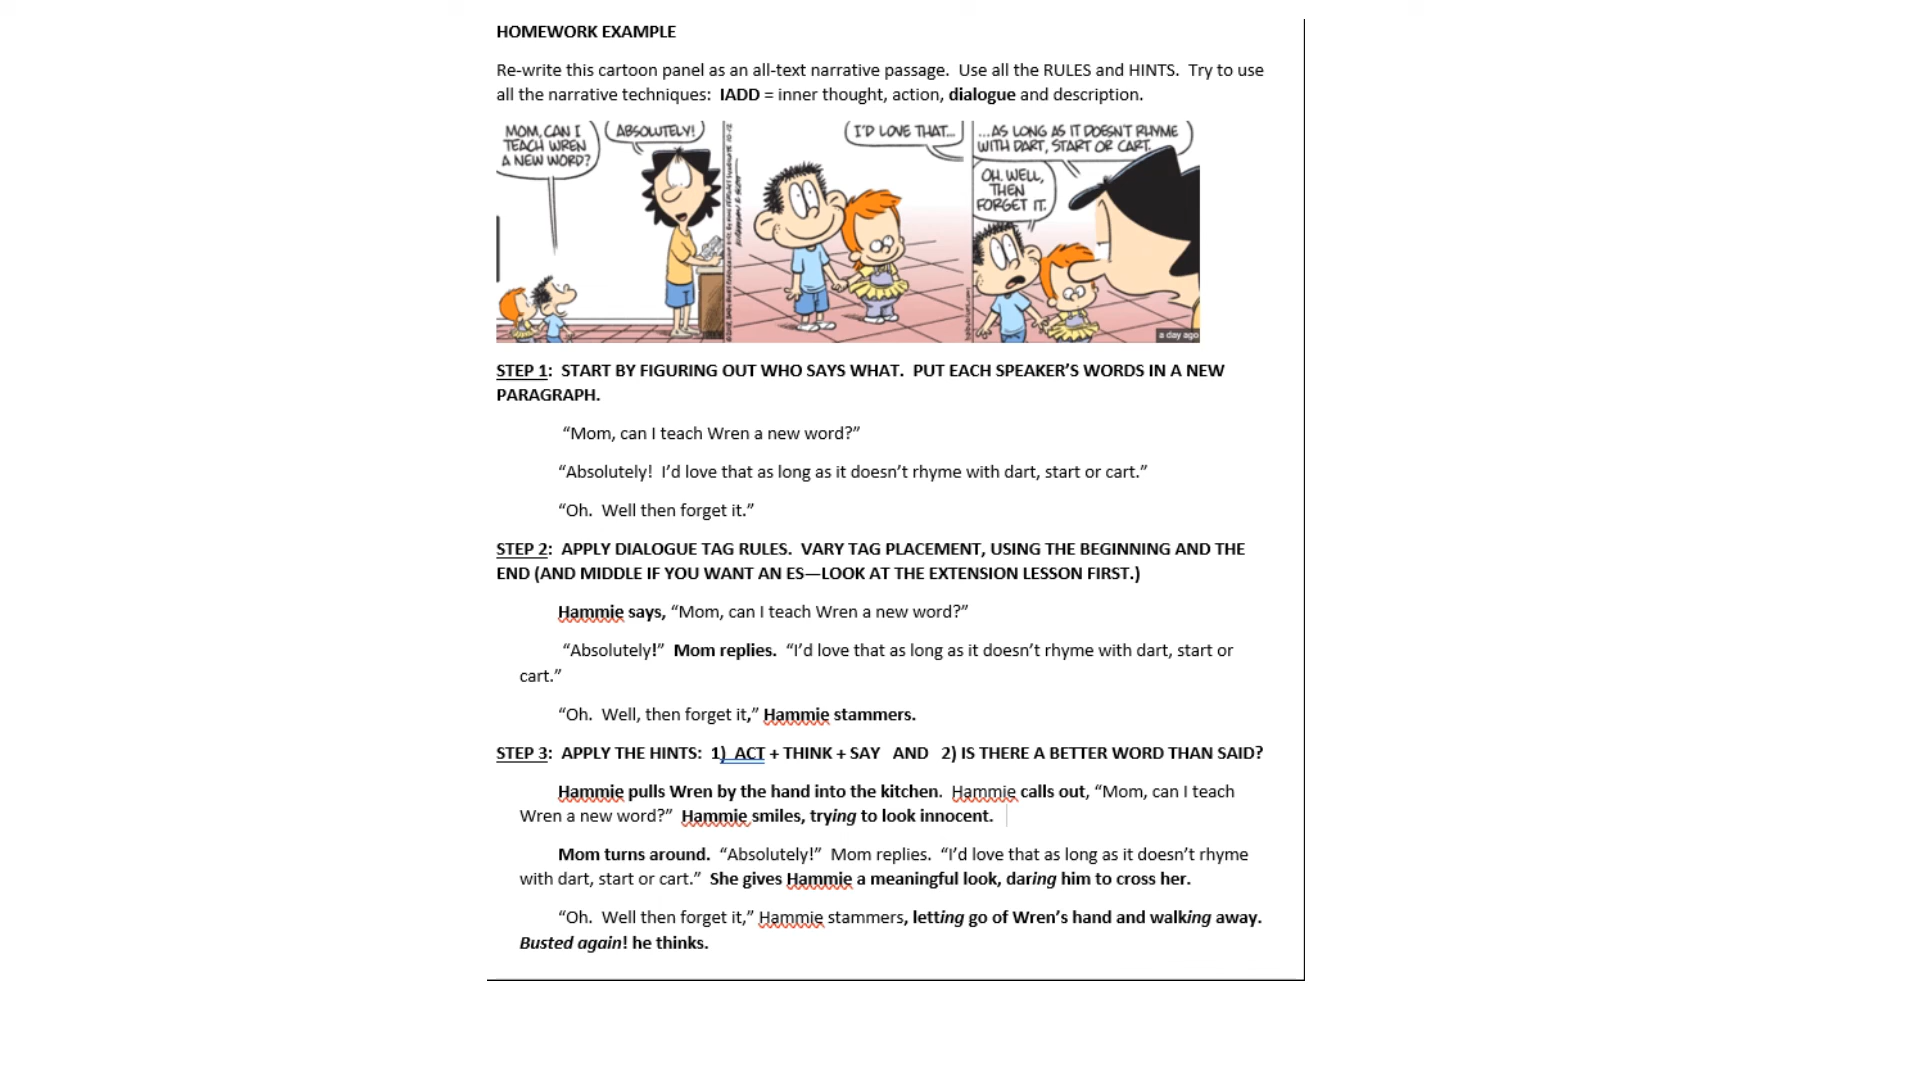 HOMEWORK EXAMPLE
Re-write this cartoon panel as an all-text narrative passage.  Use all the RULES and HINTS.  Try to use
all the narrative techniques:  IADD = inner thought, action, dialogue and description.
MOM, CAN I
TEACH WREN
A NEW WORD?
ABSOLUTELY!
I'D LOVE THAT...
...AS LONG AS IT DOESN'T RHYME
WITH DART, START OR CART.
OH. WELL,
THEN
FORGET IT.
a day ago
STEP 1:  START BY FIGURING OUT WHO SAYS WHAT.  PUT EACH SPEAKER’S WORDS IN A NEW
PARAGRAPH.
“Mom, can I teach Wren a new word?”
“Absolutely!  I’d love that as long as it doesn’t rhyme with dart, start or cart.”
“Oh.  Well then forget it.”
STEP 2:  APPLY DIALOGUE TAG RULES.  VARY TAG PLACEMENT, USING THE BEGINNING AND THE
END (AND MIDDLE IF YOU WANT AN ES—LOOK AT THE EXTENSION LESSON FIRST.)
Hammie says, “Mom, can I teach Wren a new word?”
“Absolutely!”  Mom replies.  “I’d love that as long as it doesn’t rhyme with dart, start or
cart.”
“Oh.  Well, then forget it,” Hammie stammers.
STEP 3:  APPLY THE HINTS:  1)  ACT + THINK + SAY   AND   2) IS THERE A BETTER WORD THAN SAID?
Hammie pulls Wren by the hand into the kitchen.  Hammie calls out, “Mom, can I teach
Wren a new word?”  Hammie smiles, trying to look innocent.
Mom turns around.  “Absolutely!”  Mom replies.  “I’d love that as long as it doesn’t rhyme
with dart, start or cart.”  She gives Hammie a meaningful look, daring him to cross her.
“Oh.  Well then forget it,” Hammie stammers, letting go of Wren’s hand and walking away.
Busted again! he thinks.